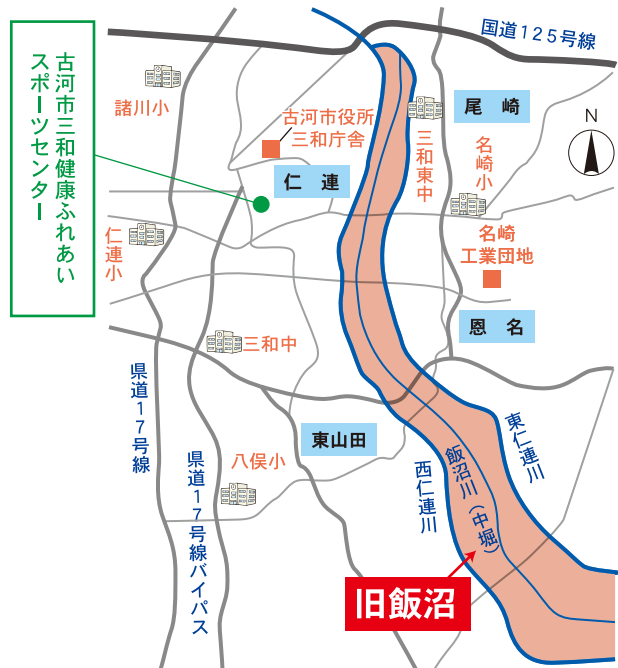 国道125号線
古河市三和健康ふれあい
スポーツセンター
諸川小
古河市役所
三和庁舎
尾崎
三和東中
名崎小
N
仁連
仁連小
名崎
工業団地
恩名
三和中
県道17号線
東山田
八俣小
県道17号線バイパス
西仁連川
飯沼川(中堀)
東仁連川
旧飯沼